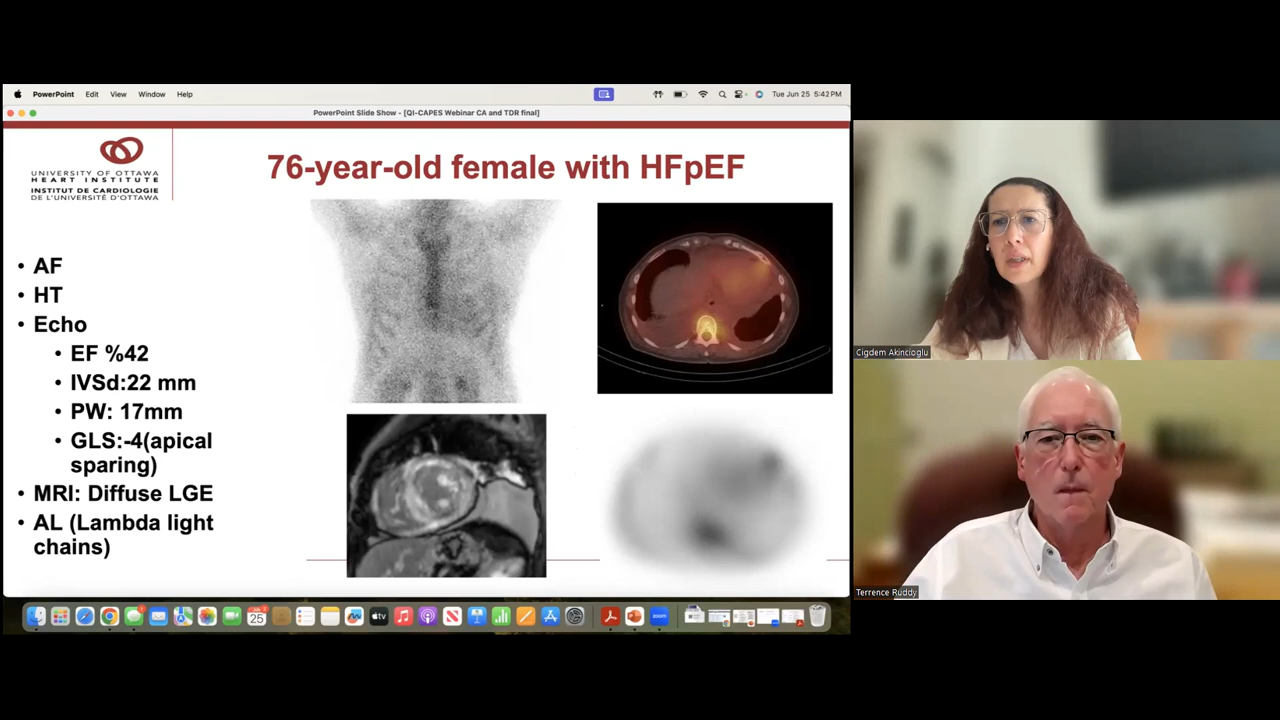 PowerPoint Edit View Window Help
Tue Jun 25 5:42 PM
PowerPoint Slide Show - [QI-CAPES Webinar CA and TDR final]
UNIVERSITY OF OTTAWA
HEART INSTITUTE
INSTITUT DE CARDIOLOGIE
DE L'UNIVERSITÉ D'OTTAWA
76-year-old female with HFpEF
• AF
• HT
• Echo
• EF %42
• IVSd:22 mm
• PW: 17mm
• GLS:-4(apical
sparing)
• MRI: Diffuse LGE
• AL (Lambda light
chains)
Cigdem Akincioglu
Terrence Ruddy
25
tv
zoom